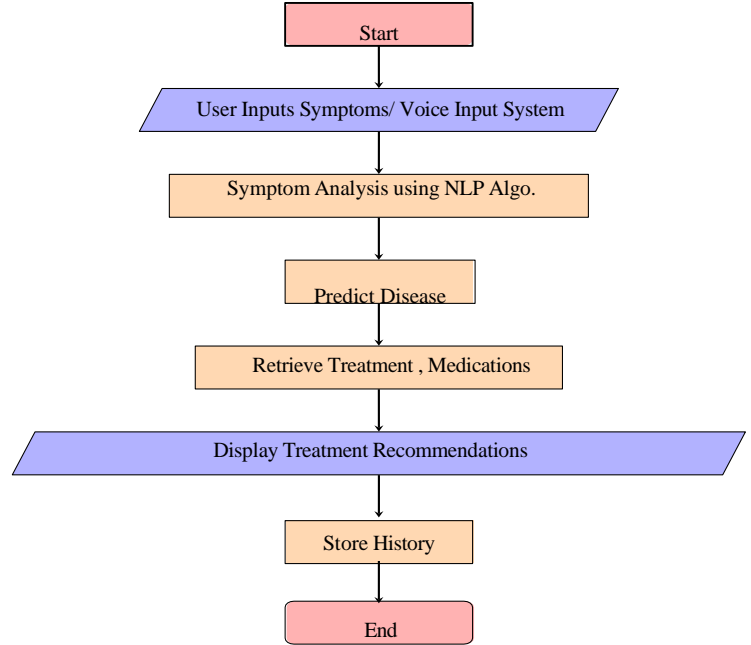 Start
User Inputs Symptoms/ Voice Input System
Symptom Analysis using NLP Algo.
Predict Disease
Retrieve Treatment , Medications
Display Treatment Recommendations
Store History
End